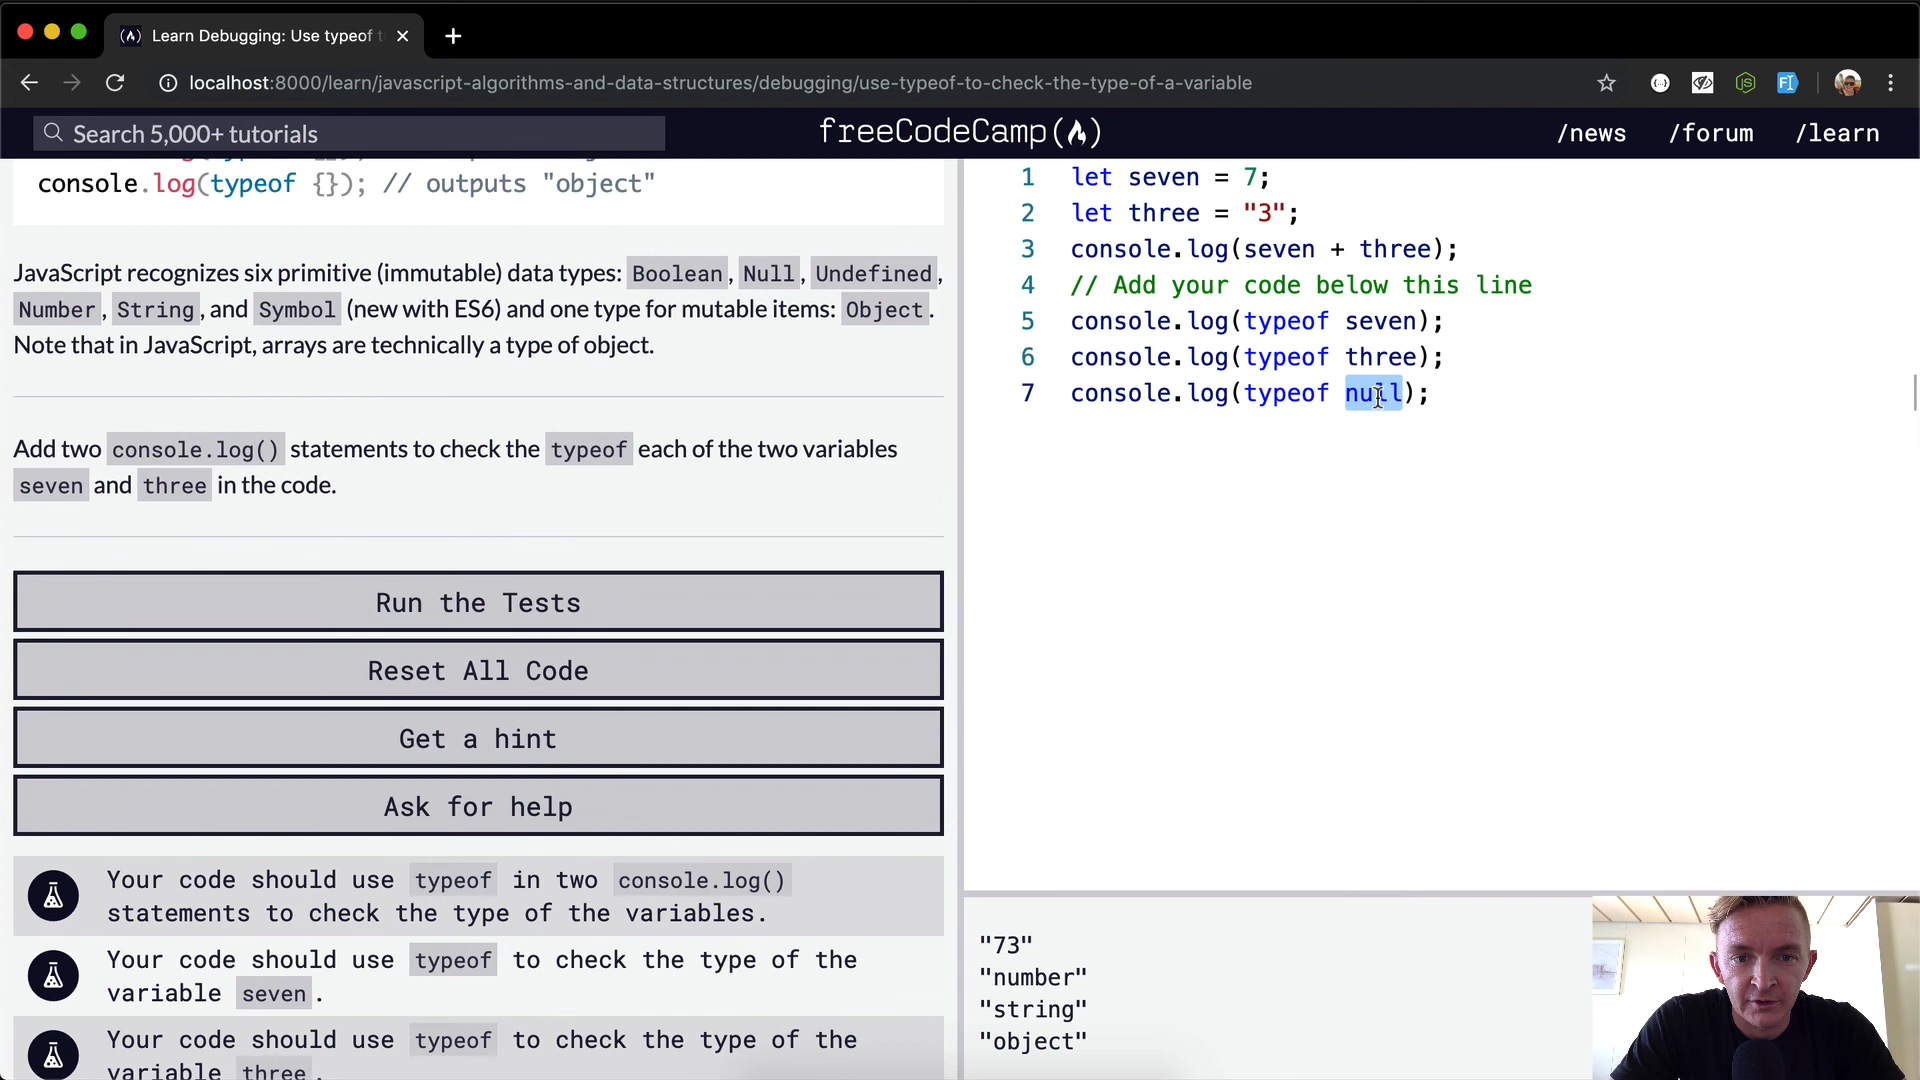 Learn Debugging: Use typeof t
localhost:8000/learn/javascript-algorithms-and-data-structures/debugging/use-typeof-to-check-the-type-of-a-variable
Search 5,000+ tutorials
freeCodeCamp
/news /forum /learn
console.log(typeof {}); // outputs "object"
JavaScript recognizes six primitive (immutable) data types: Boolean, Null, Undefined,
Number, String, and Symbol (new with ES6) and one type for mutable items: Object.
Note that in JavaScript, arrays are technically a type of object.
Add two console.log() statements to check the typeof each of the two variables
seven and three in the code.
Run the Tests
Reset All Code
Get a hint
Ask for help
Your code should use typeof in two console.log()
statements to check the type of the variables.
Your code should use typeof to check the type of the
variable seven.
Your code should use typeof to check the type of the
variable three.
1 let seven = 7;
2 let three = "3";
3 console.log(seven + three);
4 // Add your code below this line
5 console.log(typeof seven);
6 console.log(typeof three);
7 console.log(typeof null);
"73"
"number"
"string"
"object"